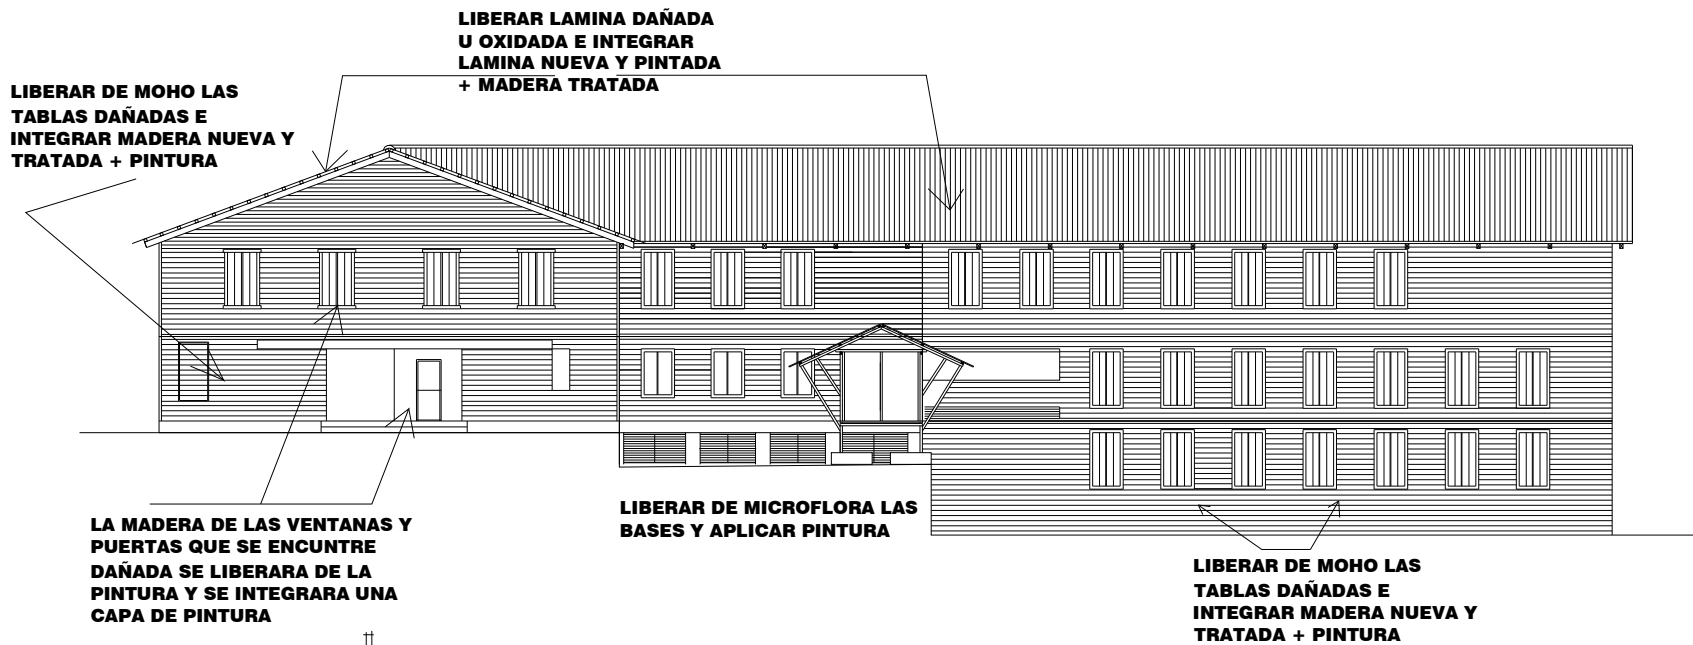 LIBERAR LAMINA DAÑADA
U OXIDADA E INTEGRAR
LAMINA NUEVA Y PINTADA
+ MADERA TRATADA
LIBERAR DE MOHO LAS
TABLAS DAÑADAS E
INTEGRAR MADERA NUEVA Y
TRATADA + PINTURA
LA MADERA DE LAS VENTANAS Y
PUERTAS QUE SE ENCUNTRE
DAÑADA SE LIBERARA DE LA
PINTURA Y SE INTEGRARA UNA
CAPA DE PINTURA
LIBERAR DE MICROFLORA LAS
BASES Y APLICAR PINTURA
LIBERAR DE MOHO LAS
TABLAS DAÑADAS E
INTEGRAR MADERA NUEVA Y
TRATADA + PINTURA